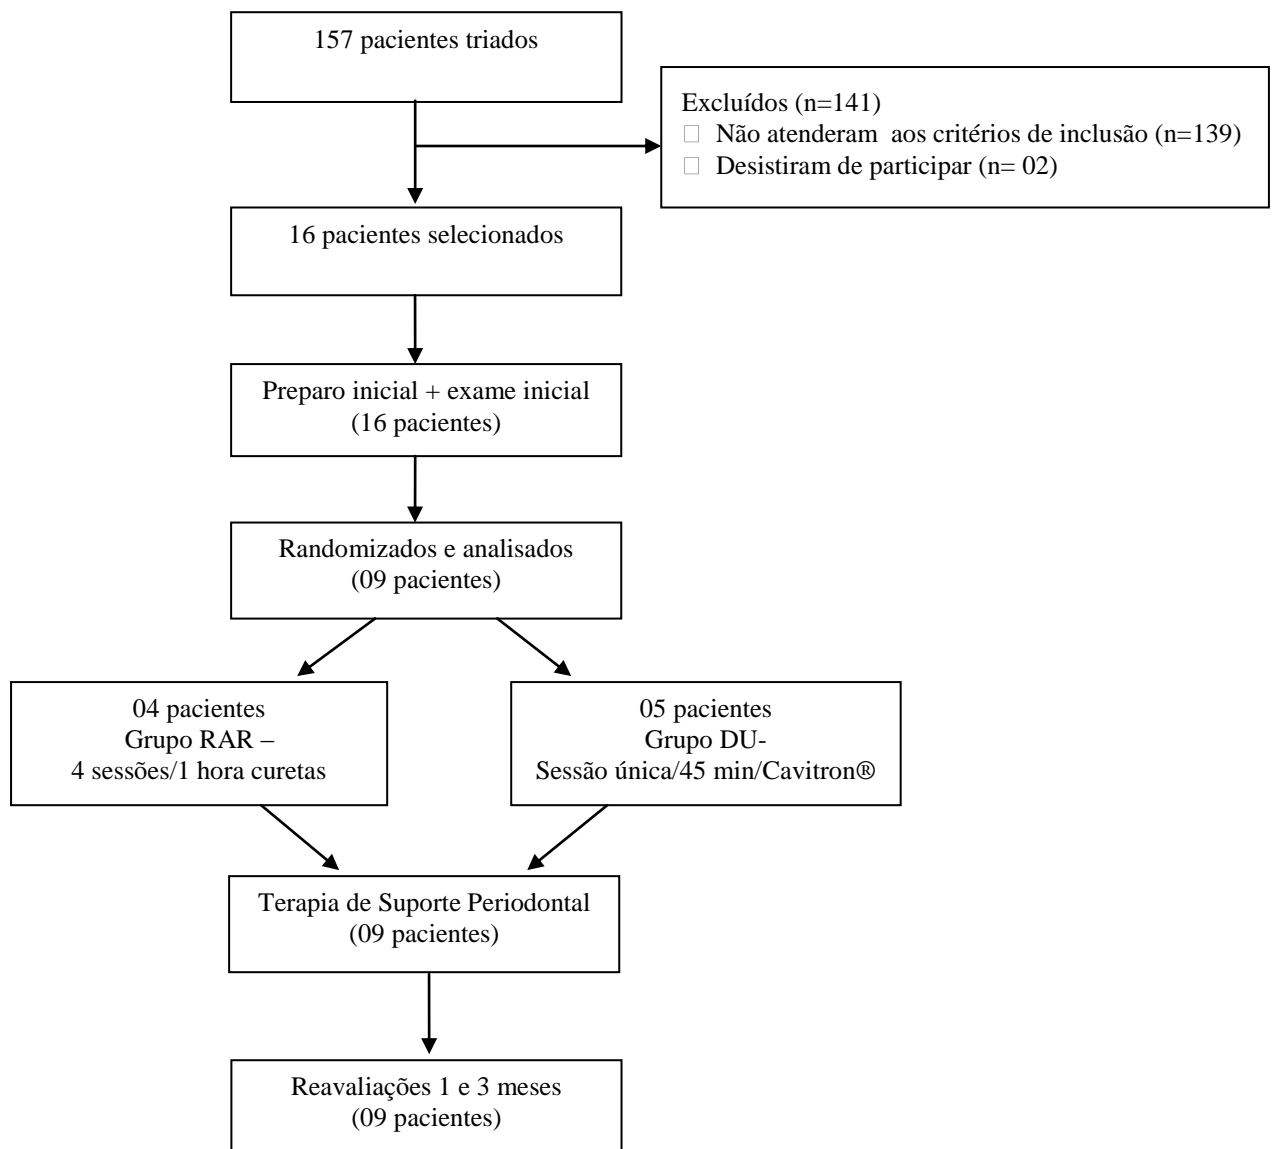 157 pacientes triados
Excluídos (n=141)
Não atenderam  aos critérios de inclusão (n=139)
Desistiram de participar (n= 02)
16 pacientes selecionados
Preparo inicial + exame inicial
(16 pacientes)
Randomizados e analisados
(09 pacientes)
04 pacientes
Grupo RAR –
4 sessões/1 hora curetas
05 pacientes
Grupo DU-
Sessão única/45 min/Cavitron®
Terapia de Suporte Periodontal
(09 pacientes)
Reavaliações 1 e 3 meses
(09 pacientes)